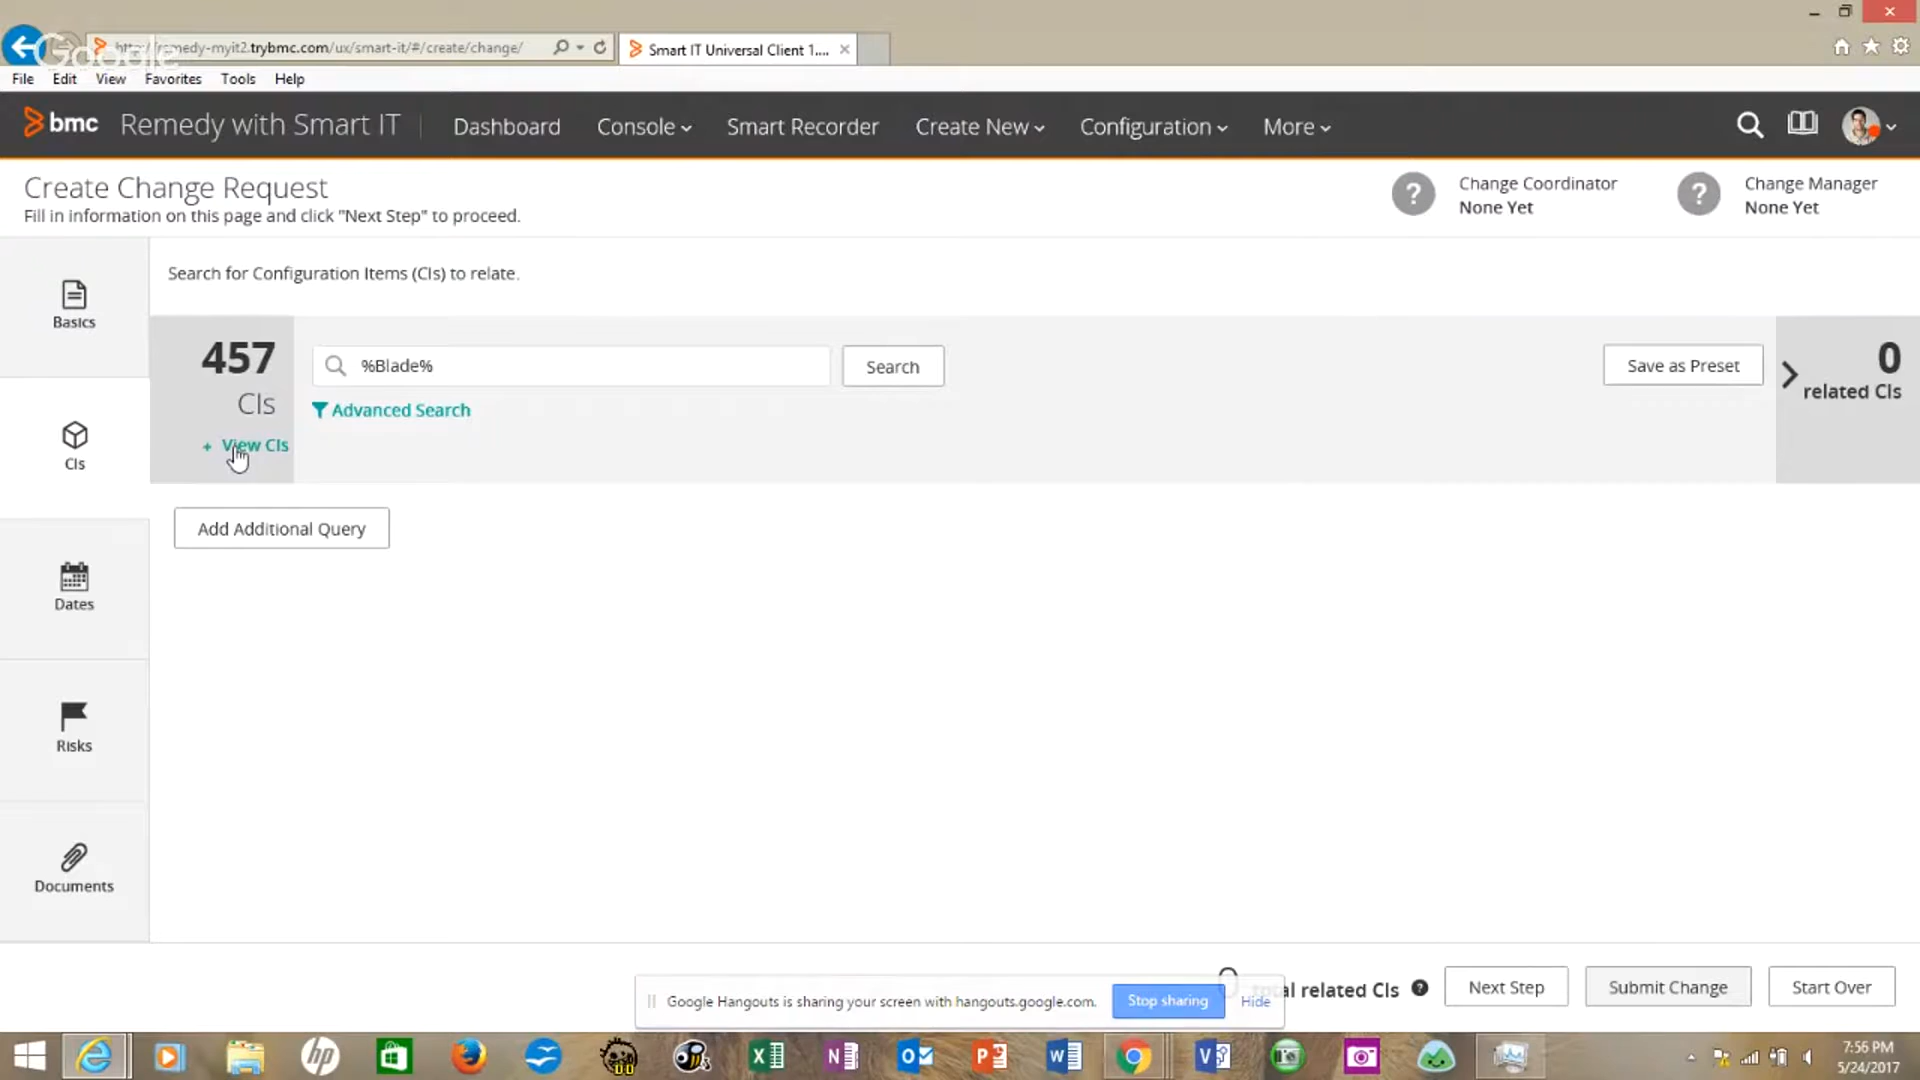 http://remedy-myit2.trybmc.com/ux/smart-it/#/create/change/
Smart IT Universal Client 1....
Google
File Edit View Favorites Tools Help
bmc Remedy with Smart IT Dashboard Console Smart Recorder Create New Configuration More
Create Change Request
Fill in information on this page and click "Next Step" to proceed.
? Change Coordinator
None Yet
? Change Manager
None Yet
Basics
CIs
Dates
Risks
Documents
Search for Configuration Items (CIs) to relate.
457
CIs
+ View CIs
%Blade%
Search
Advanced Search
Save as Preset
0
related CIs
Add Additional Query
Google Hangouts is sharing your screen with hangouts.google.com. Stop sharing Hide
total related CIs ?
Next Step
Submit Change
Start Over
7:56 PM
5/24/2017